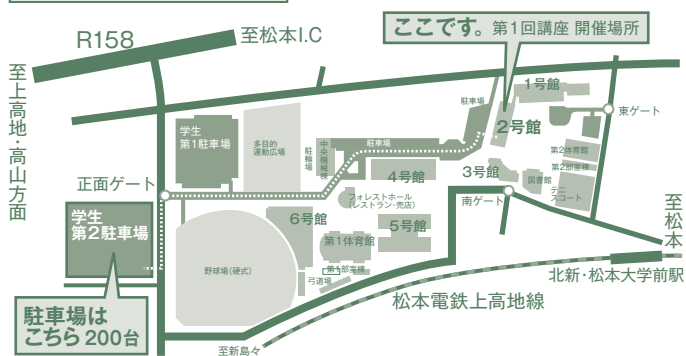 R158
至松本I.C
至上高地・高山方面
ここです。第1回講座 開催場所
1号館
2号館
東ゲート
駐車場
学生
第1駐車場
多目的
運動広場
駐輪場
中央機械棟
駐車場
4号館
3号館
第2体育館
第2部室棟
図書館
テニスコート
正面ゲート
学生
第2駐車場
フォレストホール
(レストラン・売店)
南ゲート
6号館
5号館
第1体育館
第1部室棟
弓道場
野球場(硬式)
至松本
北新・松本大学前駅
松本電鉄上高地線
駐車場は
こちら 200台
至新島々